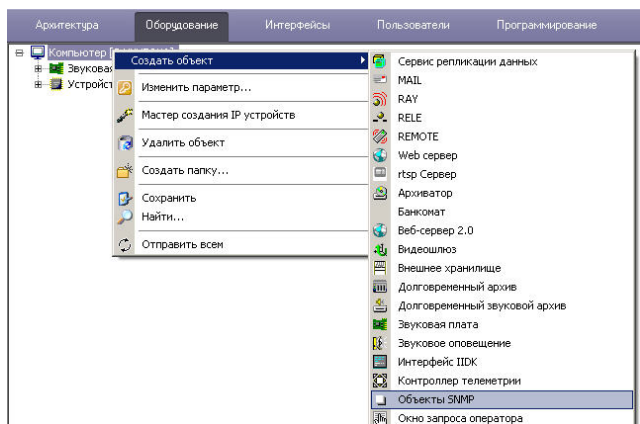 Архитектура Оборудование Интерфейсы Пользователи Программирование
Компьютер
Звуковая
Устройст
Создать объект
Изменить параметр...
Мастер создания IP устройств
Удалить объект
Создать папку...
Сохранить
Найти...
Отправить всем
Сервис репликации данных
MAIL
RAY
RELE
REMOTE
Web сервер
rtsp Сервер
Архиватор
Банкомат
Веб-сервер 2.0
Видеошлюз
Внешнее хранилище
Долговременный архив
Долговременный звуковой архив
Звуковая плата
Звуковое оповещение
Интерфейс IIDK
Контроллер телеметрии
Объекты SNMP
Окно запроса оператора